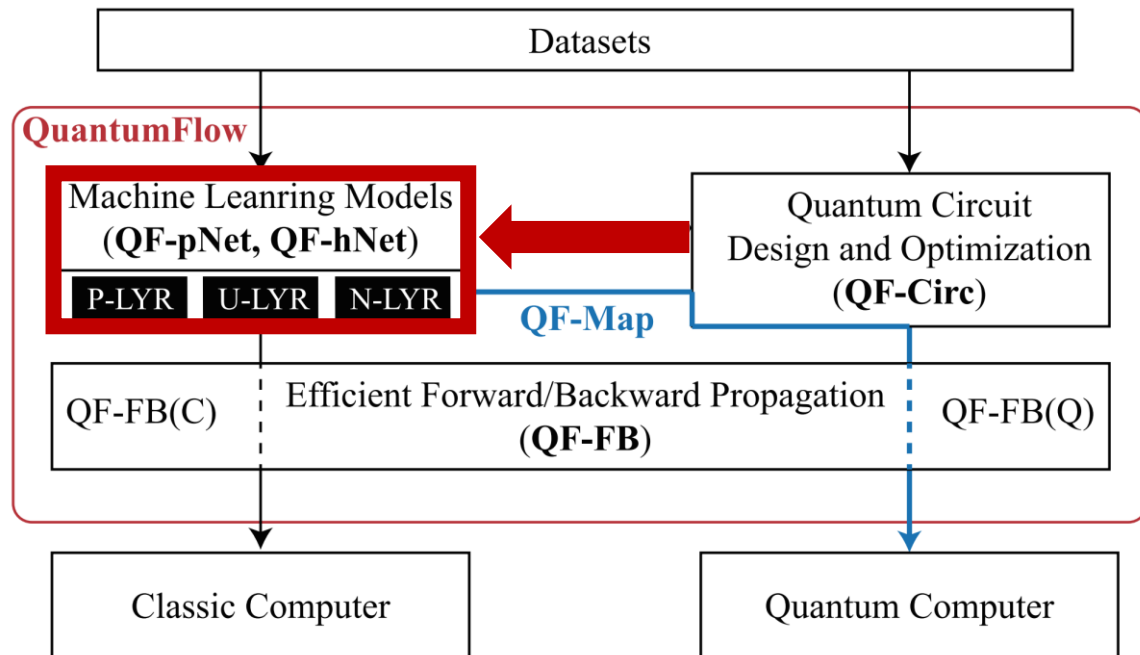 Datasets
QuantumFlow
Machine Leanring Models
(QF-pNet, QF-hNet)
P-LYR U-LYR N-LYR
Quantum Circuit
Design and Optimization
(QF-Circ)
QF-Map
QF-FB(C)
Efficient Forward/Backward Propagation
(QF-FB)
QF-FB(Q)
Classic Computer
Quantum Computer